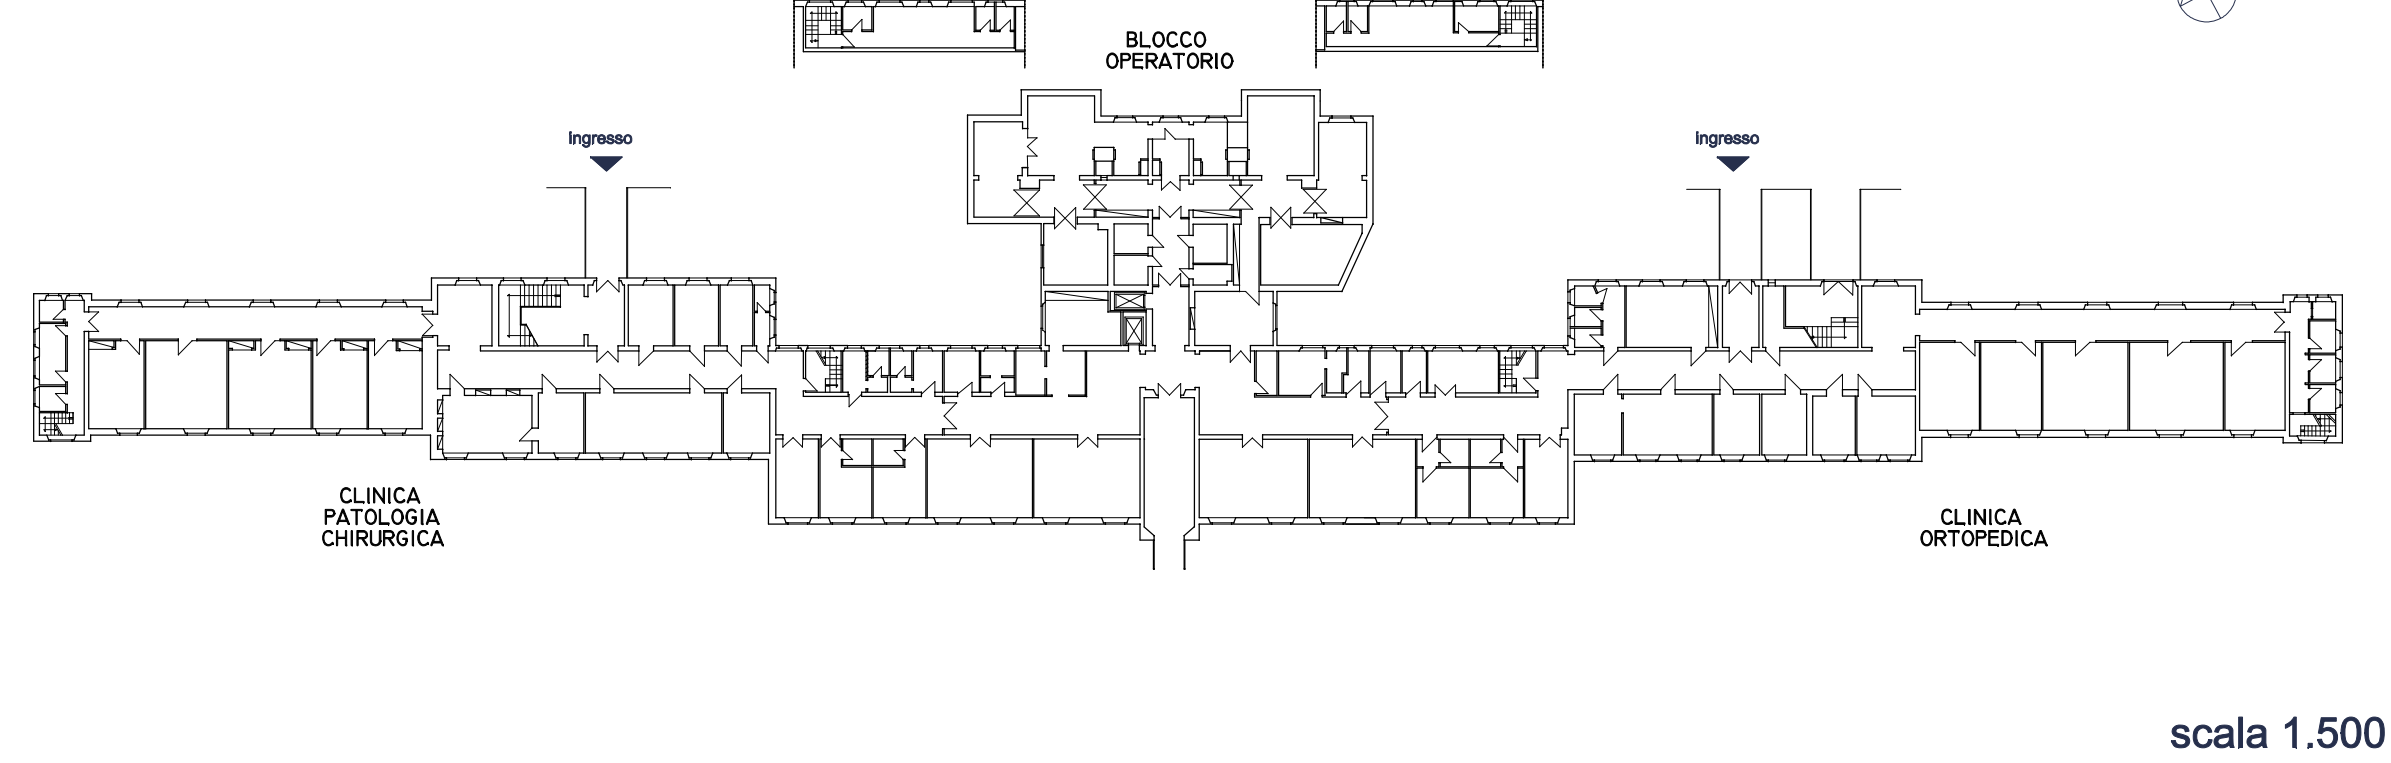 BLOCCO
OPERATORIO
ingresso
ingresso
CLINICA
PATOLOGIA
CHIRURGICA
CLINICA
ORTOPEDICA
scala 1.500